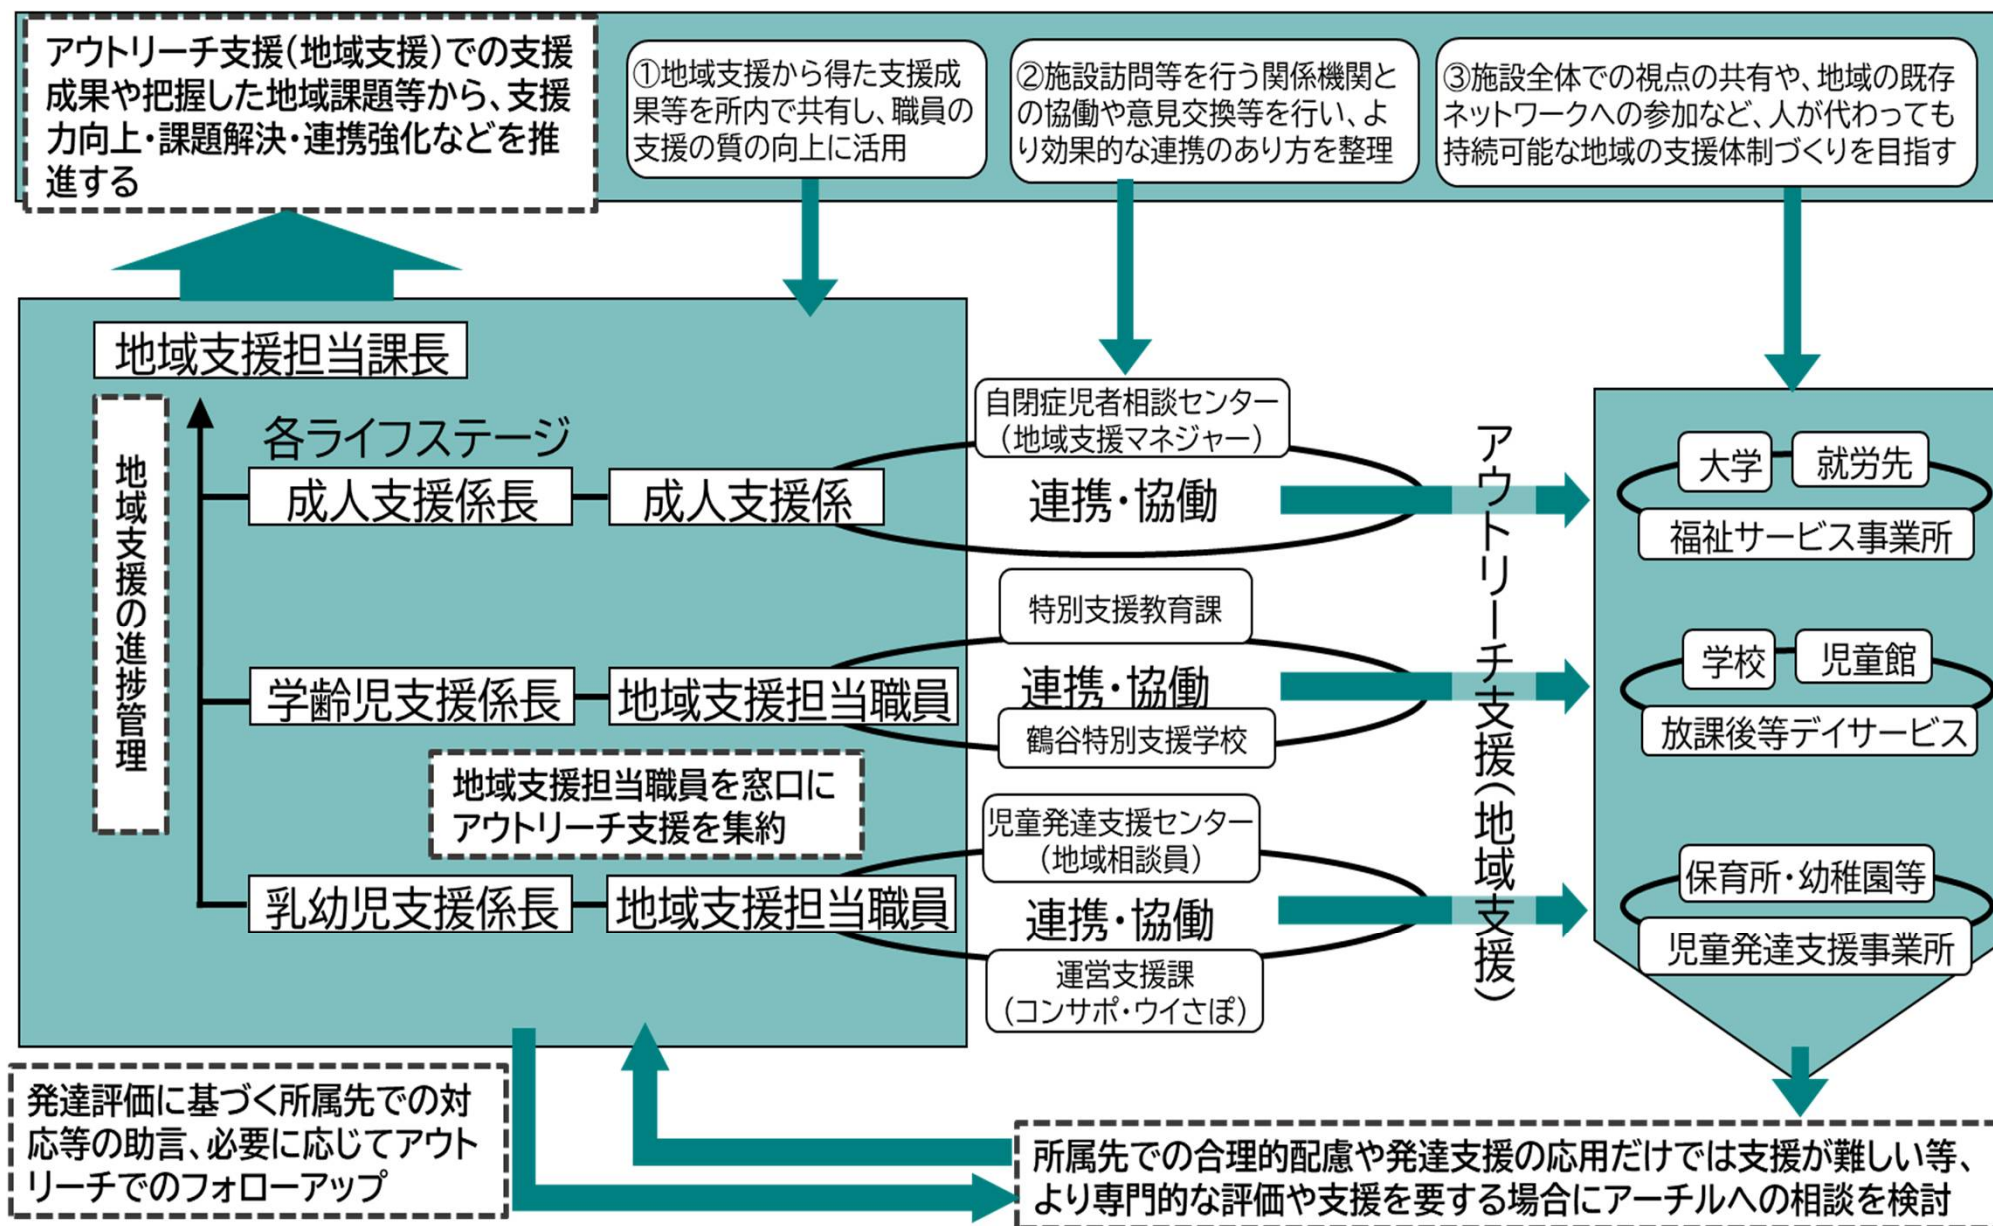 アウトリーチ支援(地域支援)での支援
成果や把握した地域課題等から、支援
力向上・課題解決・連携強化などを推
進する
①地域支援から得た支援成
果等を所内で共有し、職員の
支援の質の向上に活用
②施設訪問等を行う関係機関と
の協働や意見交換等を行い、よ
り効果的な連携のあり方を整理
③施設全体での視点の共有や、地域の既存
ネットワークへの参加など、人が代わっても
持続可能な地域の支援体制づくりを目指す
地域支援担当課長
地域支援の進捗管理
各ライフステージ
成人支援係長
成人支援係
自閉症児者相談センター
(地域支援マネジャー)
連携・協働
学齢児支援係長
地域支援担当職員
特別支援教育課
連携・協働
鶴谷特別支援学校
地域支援担当職員を窓口に
アウトリーチ支援を集約
乳幼児支援係長
地域支援担当職員
児童発達支援センター
(地域相談員)
連携・協働
運営支援課
(コンサポ・ウイさぽ)
アウトリーチ支援(地域支援)
大学
就労先
福祉サービス事業所
学校
児童館
放課後等デイサービス
保育所・幼稚園等
児童発達支援事業所
発達評価に基づく所属先での対
応等の助言、必要に応じてアウト
リーチでのフォローアップ
所属先での合理的配慮や発達支援の応用だけでは支援が難しい等、
より専門的な評価や支援を要する場合にアーチルへの相談を検討